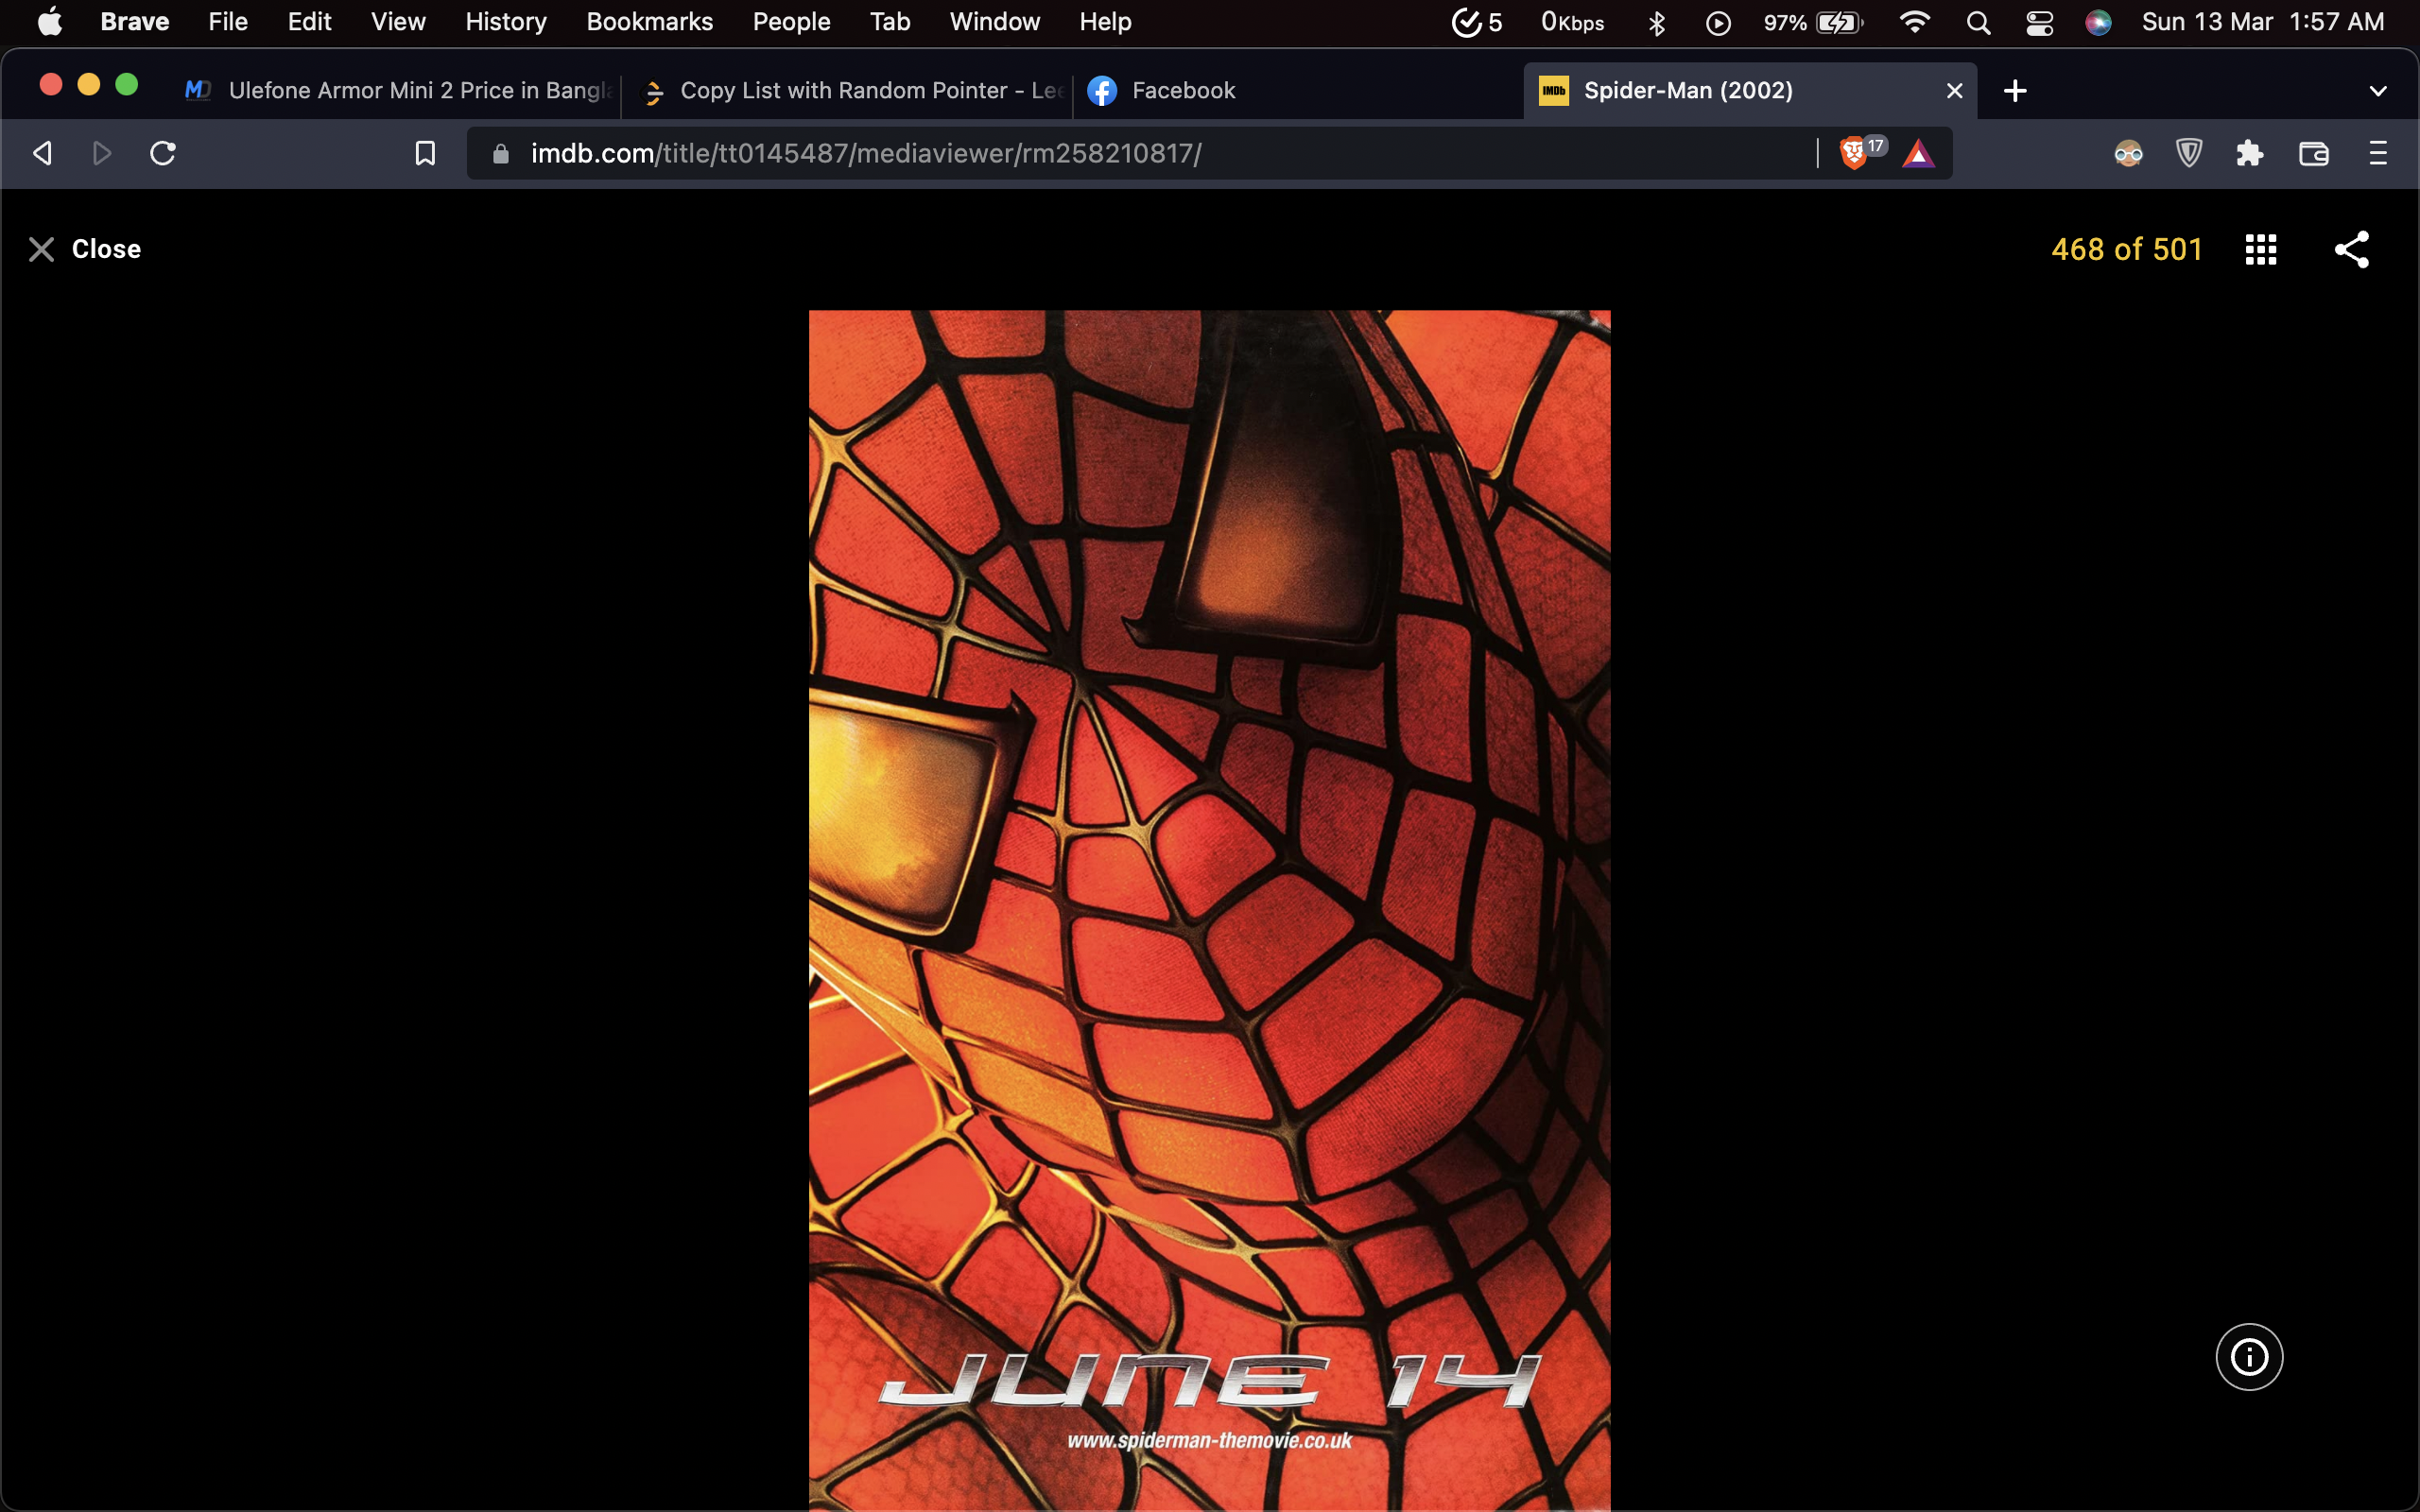 Brave File Edit View History Bookmarks People Tab Window Help 5 0Kbps 97% Sun 13 Mar 1:57 AM
Ulefone Armor Mini 2 Price in Bangla Copy List with Random Pointer - Lee Facebook IMDb Spider-Man (2002)
imdb.com/title/tt0145487/mediaviewer/rm258210817/ 17
Close 468 of 501
JUNE 14
www.spiderman-themovie.co.uk